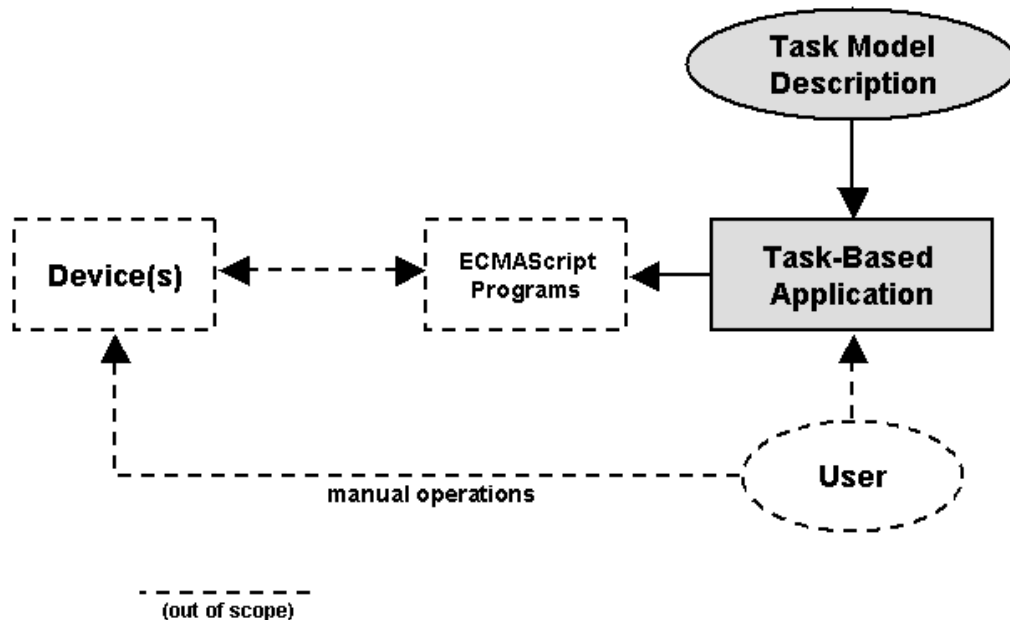 Task Model
Description
Device(s)
ECMAScript
Programs
Task-Based
Application
User
manual operations
(out of scope)